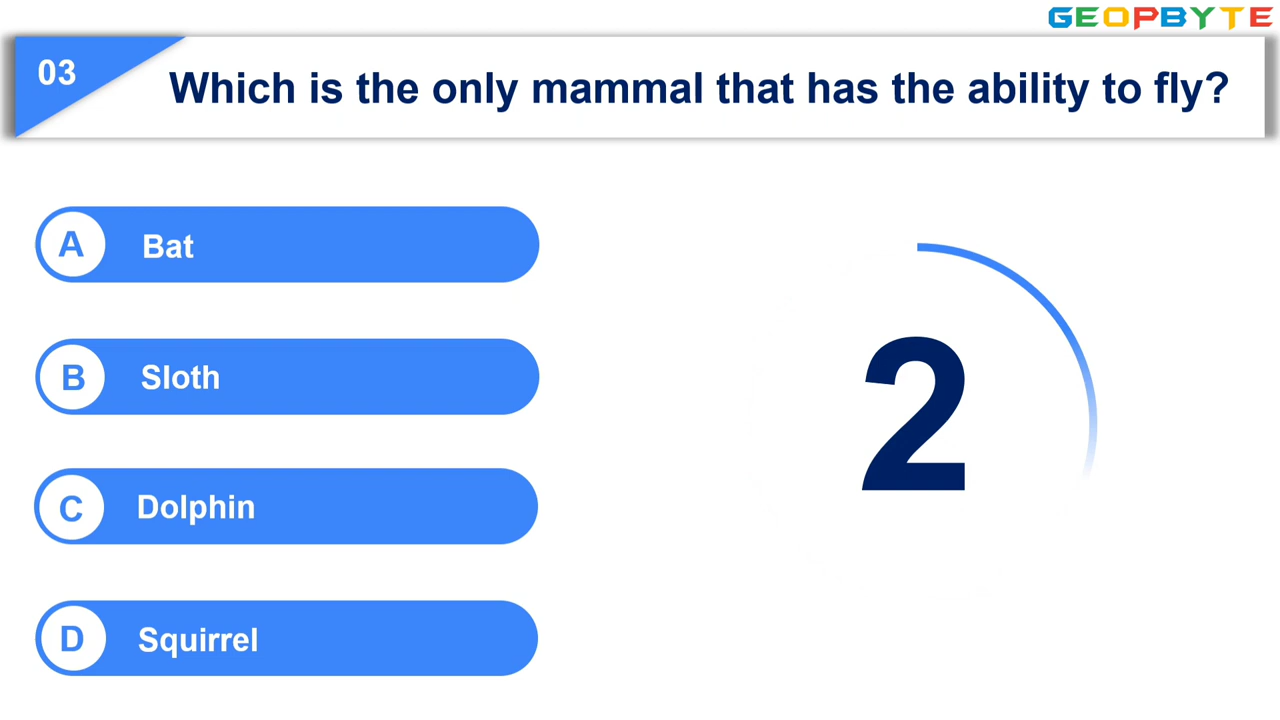 GEOPBYTE
03
Which is the only mammal that has the ability to fly?
A Bat
B Sloth
2
C Dolphin
D Squirrel